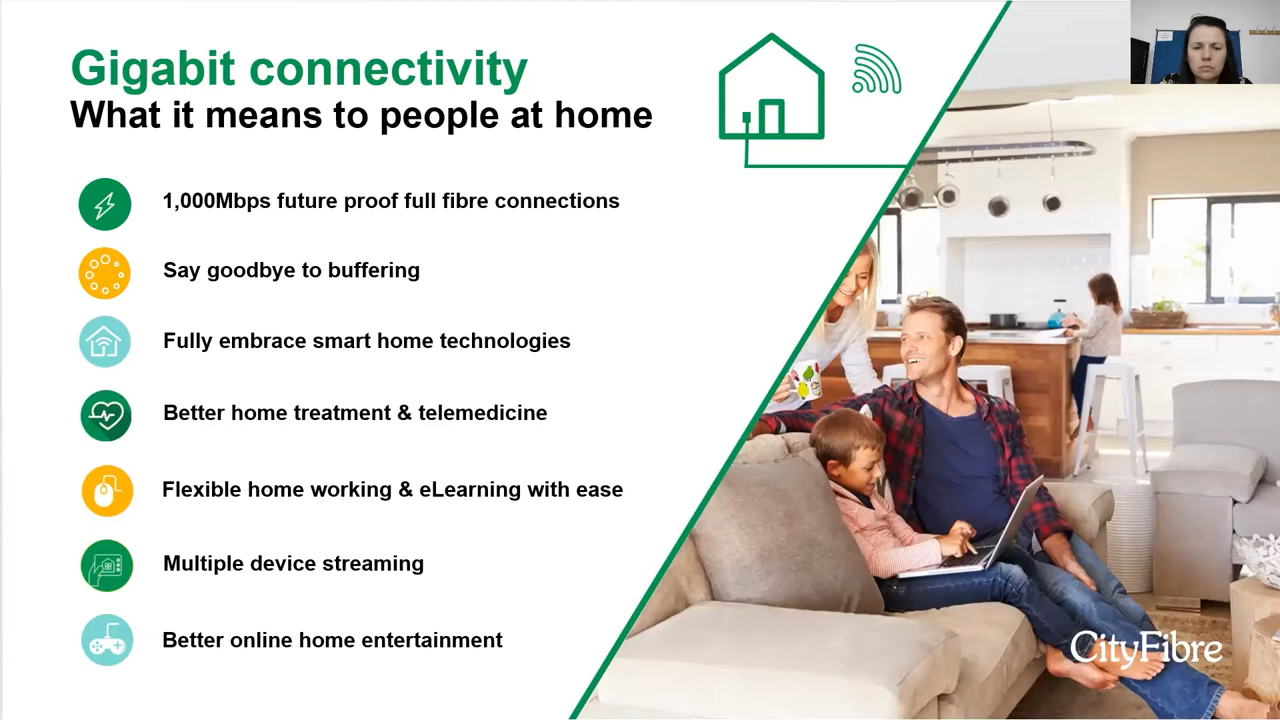 Gigabit connectivity
What it means to people at home
1,000Mbps future proof full fibre connections
Say goodbye to buffering
Fully embrace smart home technologies
Better home treatment & telemedicine
Flexible home working & eLearning with ease
Multiple device streaming
Better online home entertainment
CityFibre